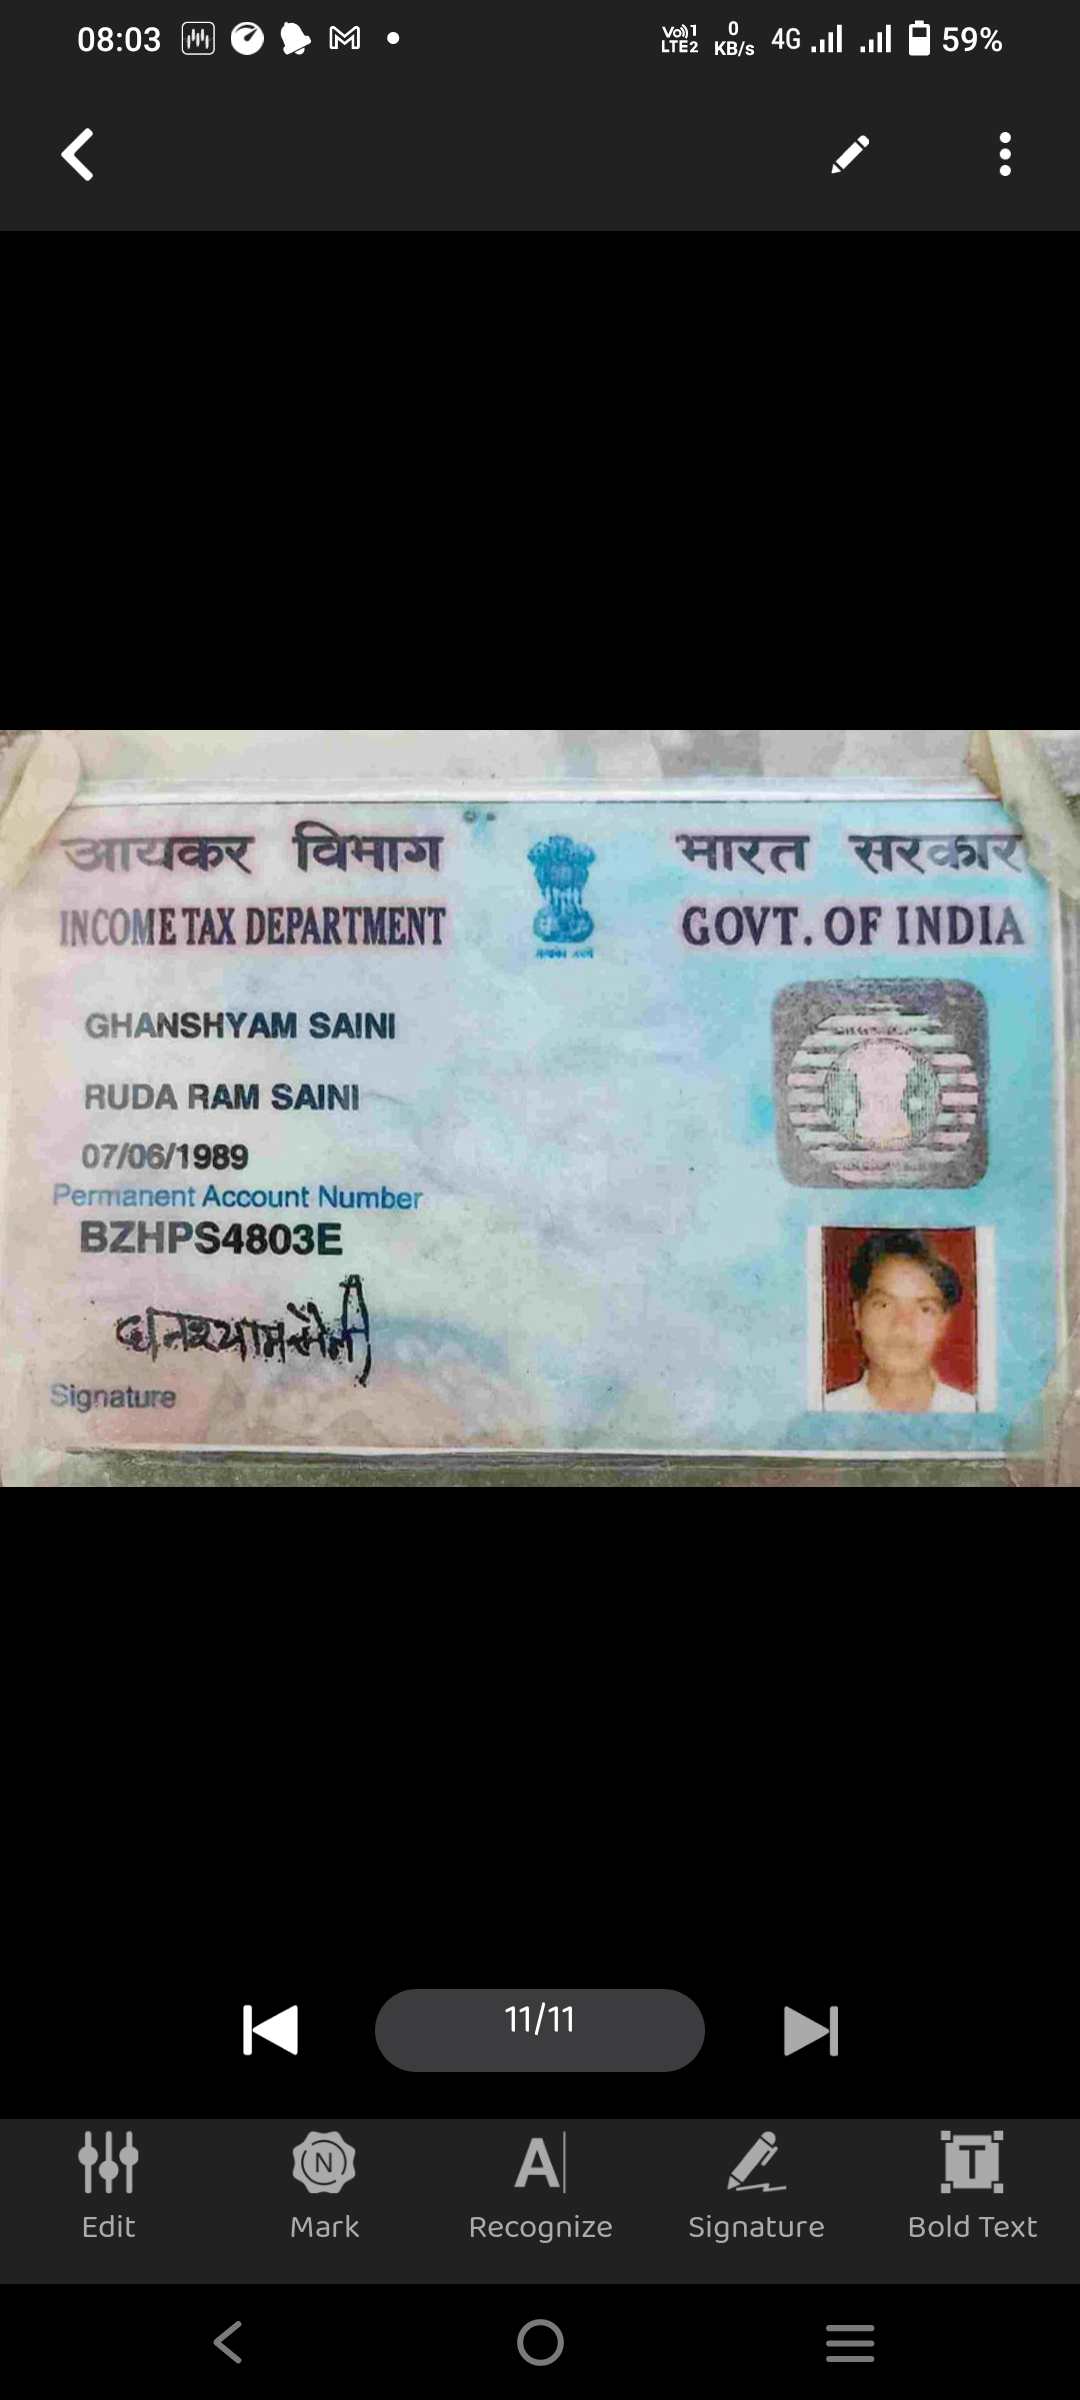 08:03
Vo)) 1 LTE2 0 KB/s 4G 59%
आयकर विभाग
INCOME TAX DEPARTMENT
भारत सरकार
GOVT. OF INDIA
GHANSHYAM SAINI
RUDA RAM SAINI
07/06/1989
Permanent Account Number
BZHPS4803E
Signature
11/11
N
A
T
Edit Mark Recognize Signature Bold Text